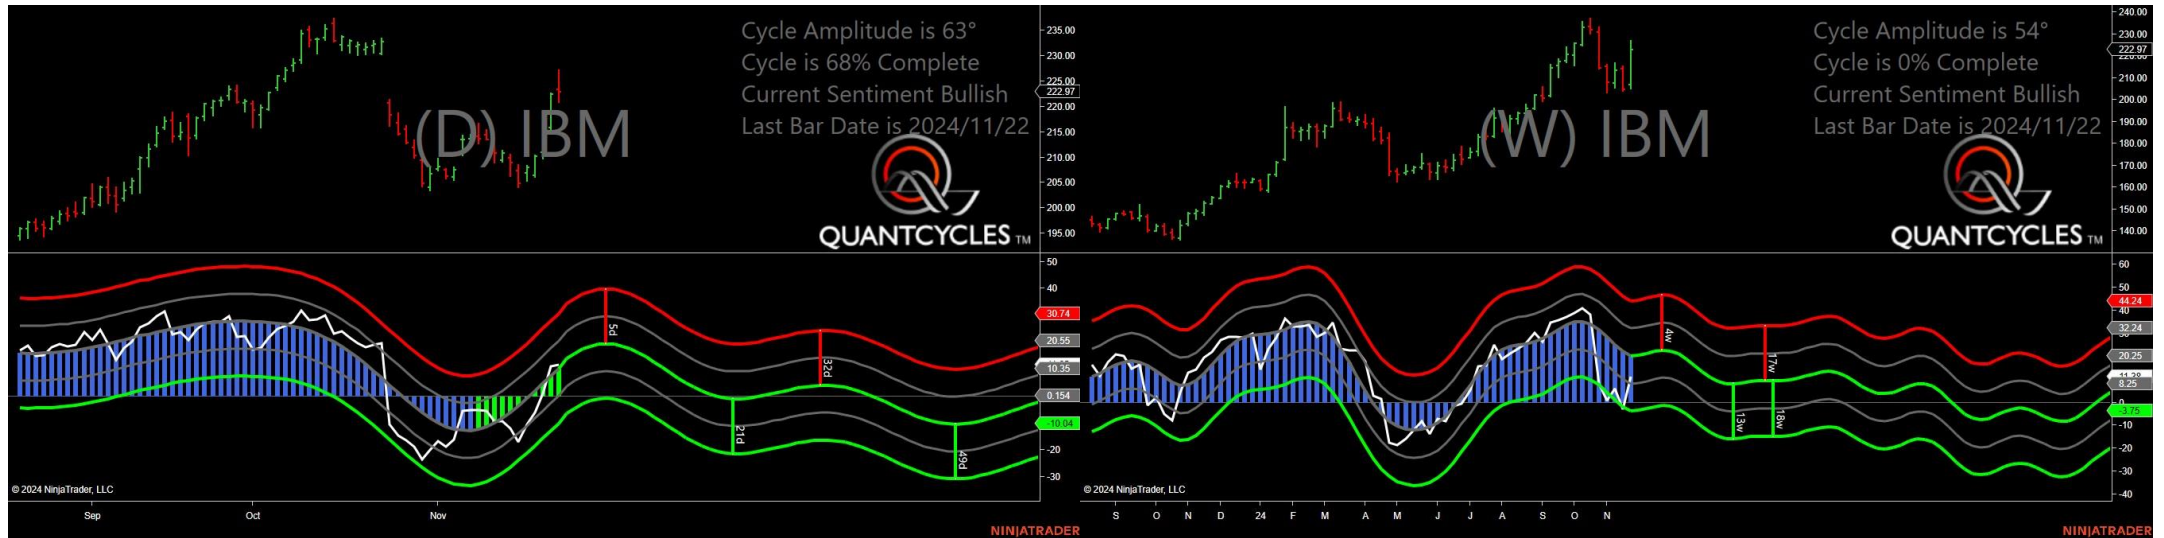 Cycle Amplitude is 63°
Cycle is 68% Complete
Current Sentiment Bullish
Last Bar Date is 2024/11/22
(D) IBM
QUANTCYCLES TM
235.00
230.00
225.00
222.97
220.00
215.00
210.00
205.00
200.00
195.00
50
40
30.74
20.55
10.35
0.154
-10.04
-20
-30
5d
21d
32d
49d
© 2024 NinjaTrader, LLC
Sep
Oct
Nov
NINJATRADER
Cycle Amplitude is 54°
Cycle is 0% Complete
Current Sentiment Bullish
Last Bar Date is 2024/11/22
(W) IBM
QUANTCYCLES TM
240.00
230.00
222.97
220.00
210.00
200.00
190.00
180.00
170.00
160.00
150.00
140.00
60
50
44.24
40
32.24
20.25
8.25
0
-3.75
-10
-20
-30
-40
4w
13w
17w
18w
© 2024 NinjaTrader, LLC
S
O
N
D
24
F
M
A
M
J
J
A
S
O
N
NINJATRADER